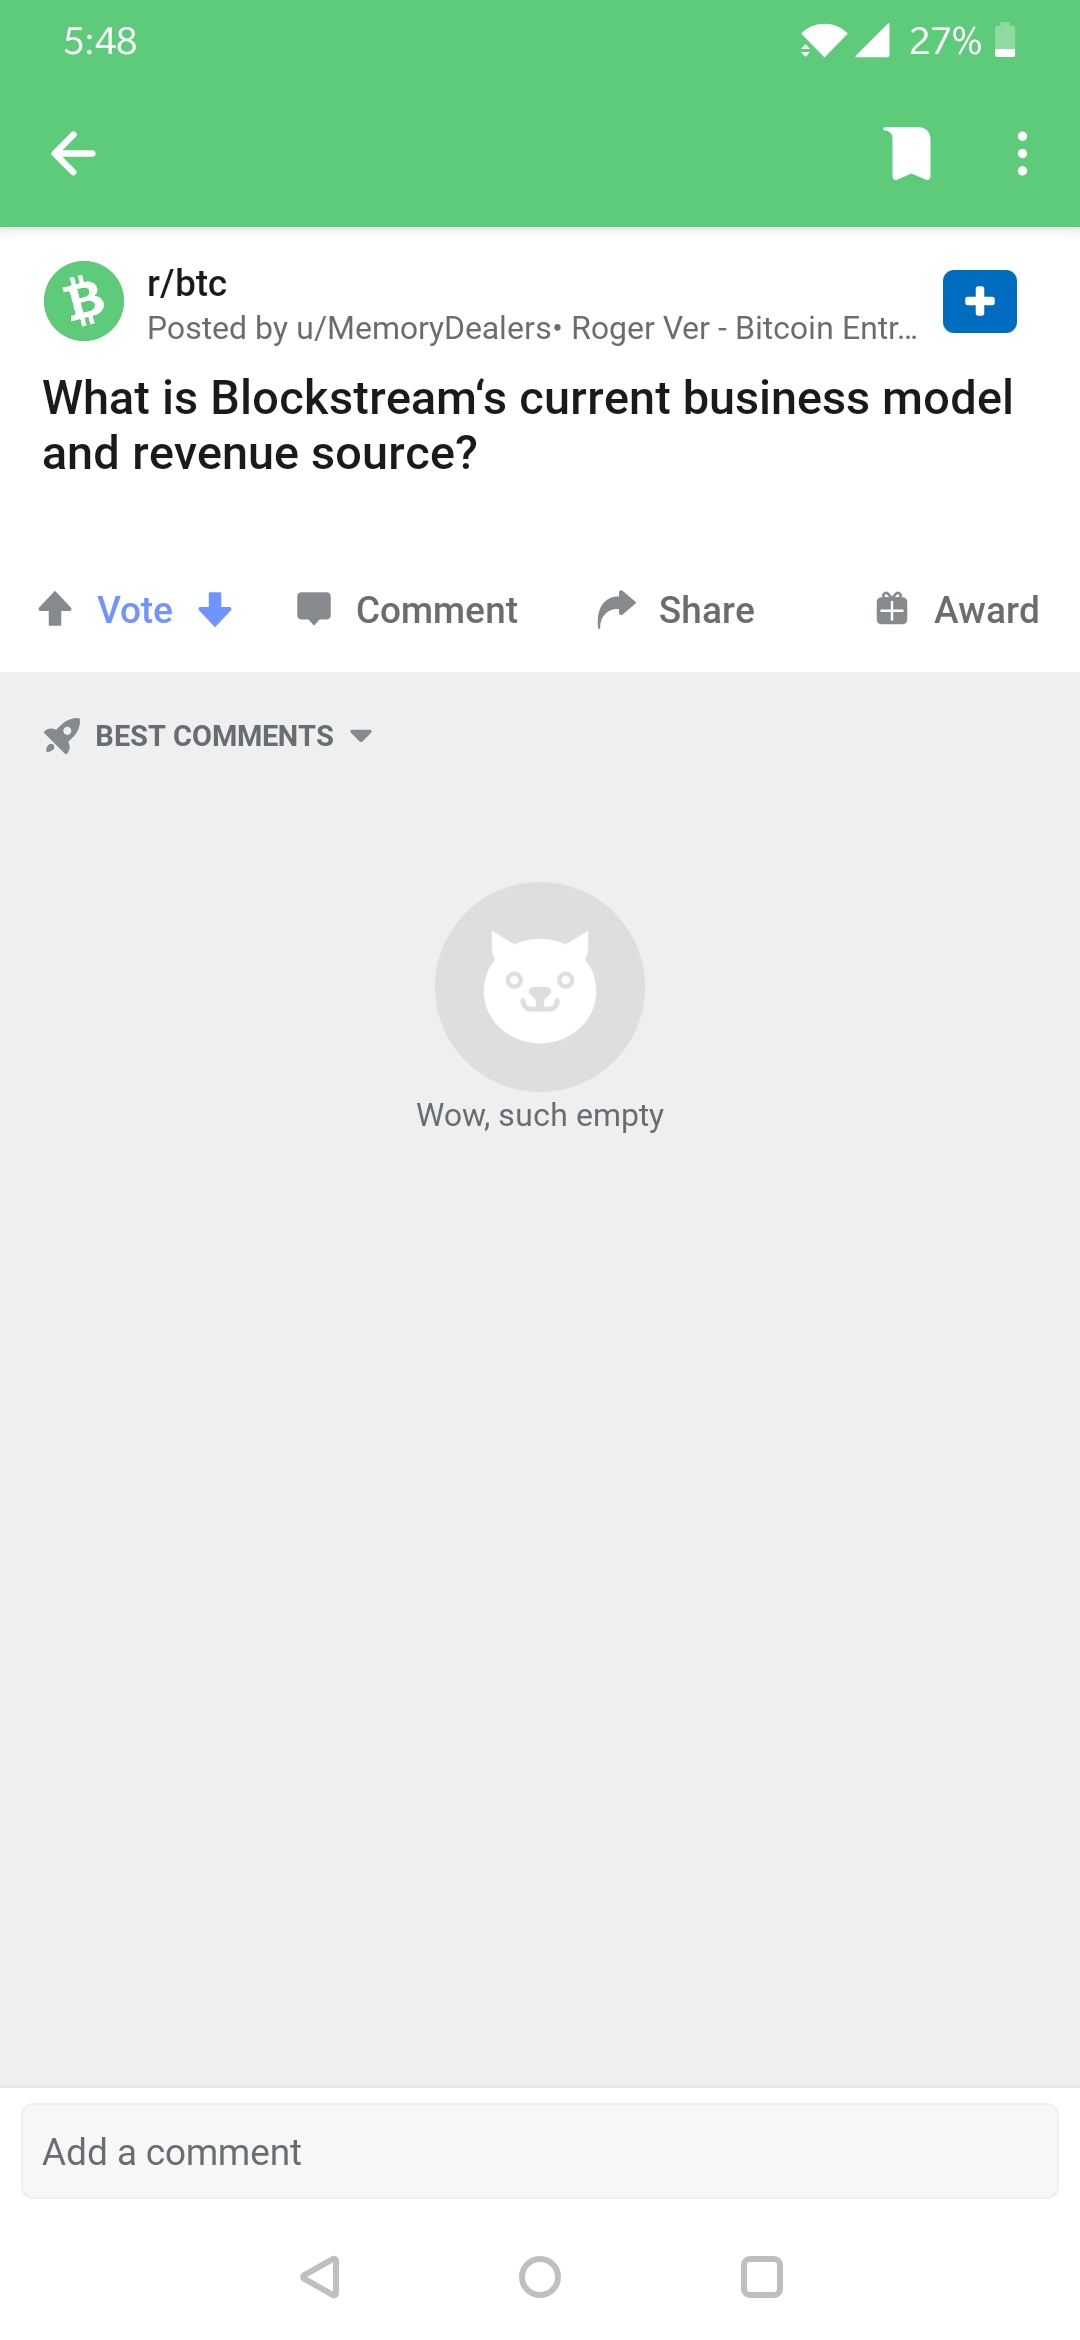 5:48
27%
r/btc
Posted by u/MemoryDealers• Roger Ver - Bitcoin Entr...
What is Blockstream‘s current business model
and revenue source?
Vote
Comment
Share
Award
BEST COMMENTS
Wow, such empty
Add a comment